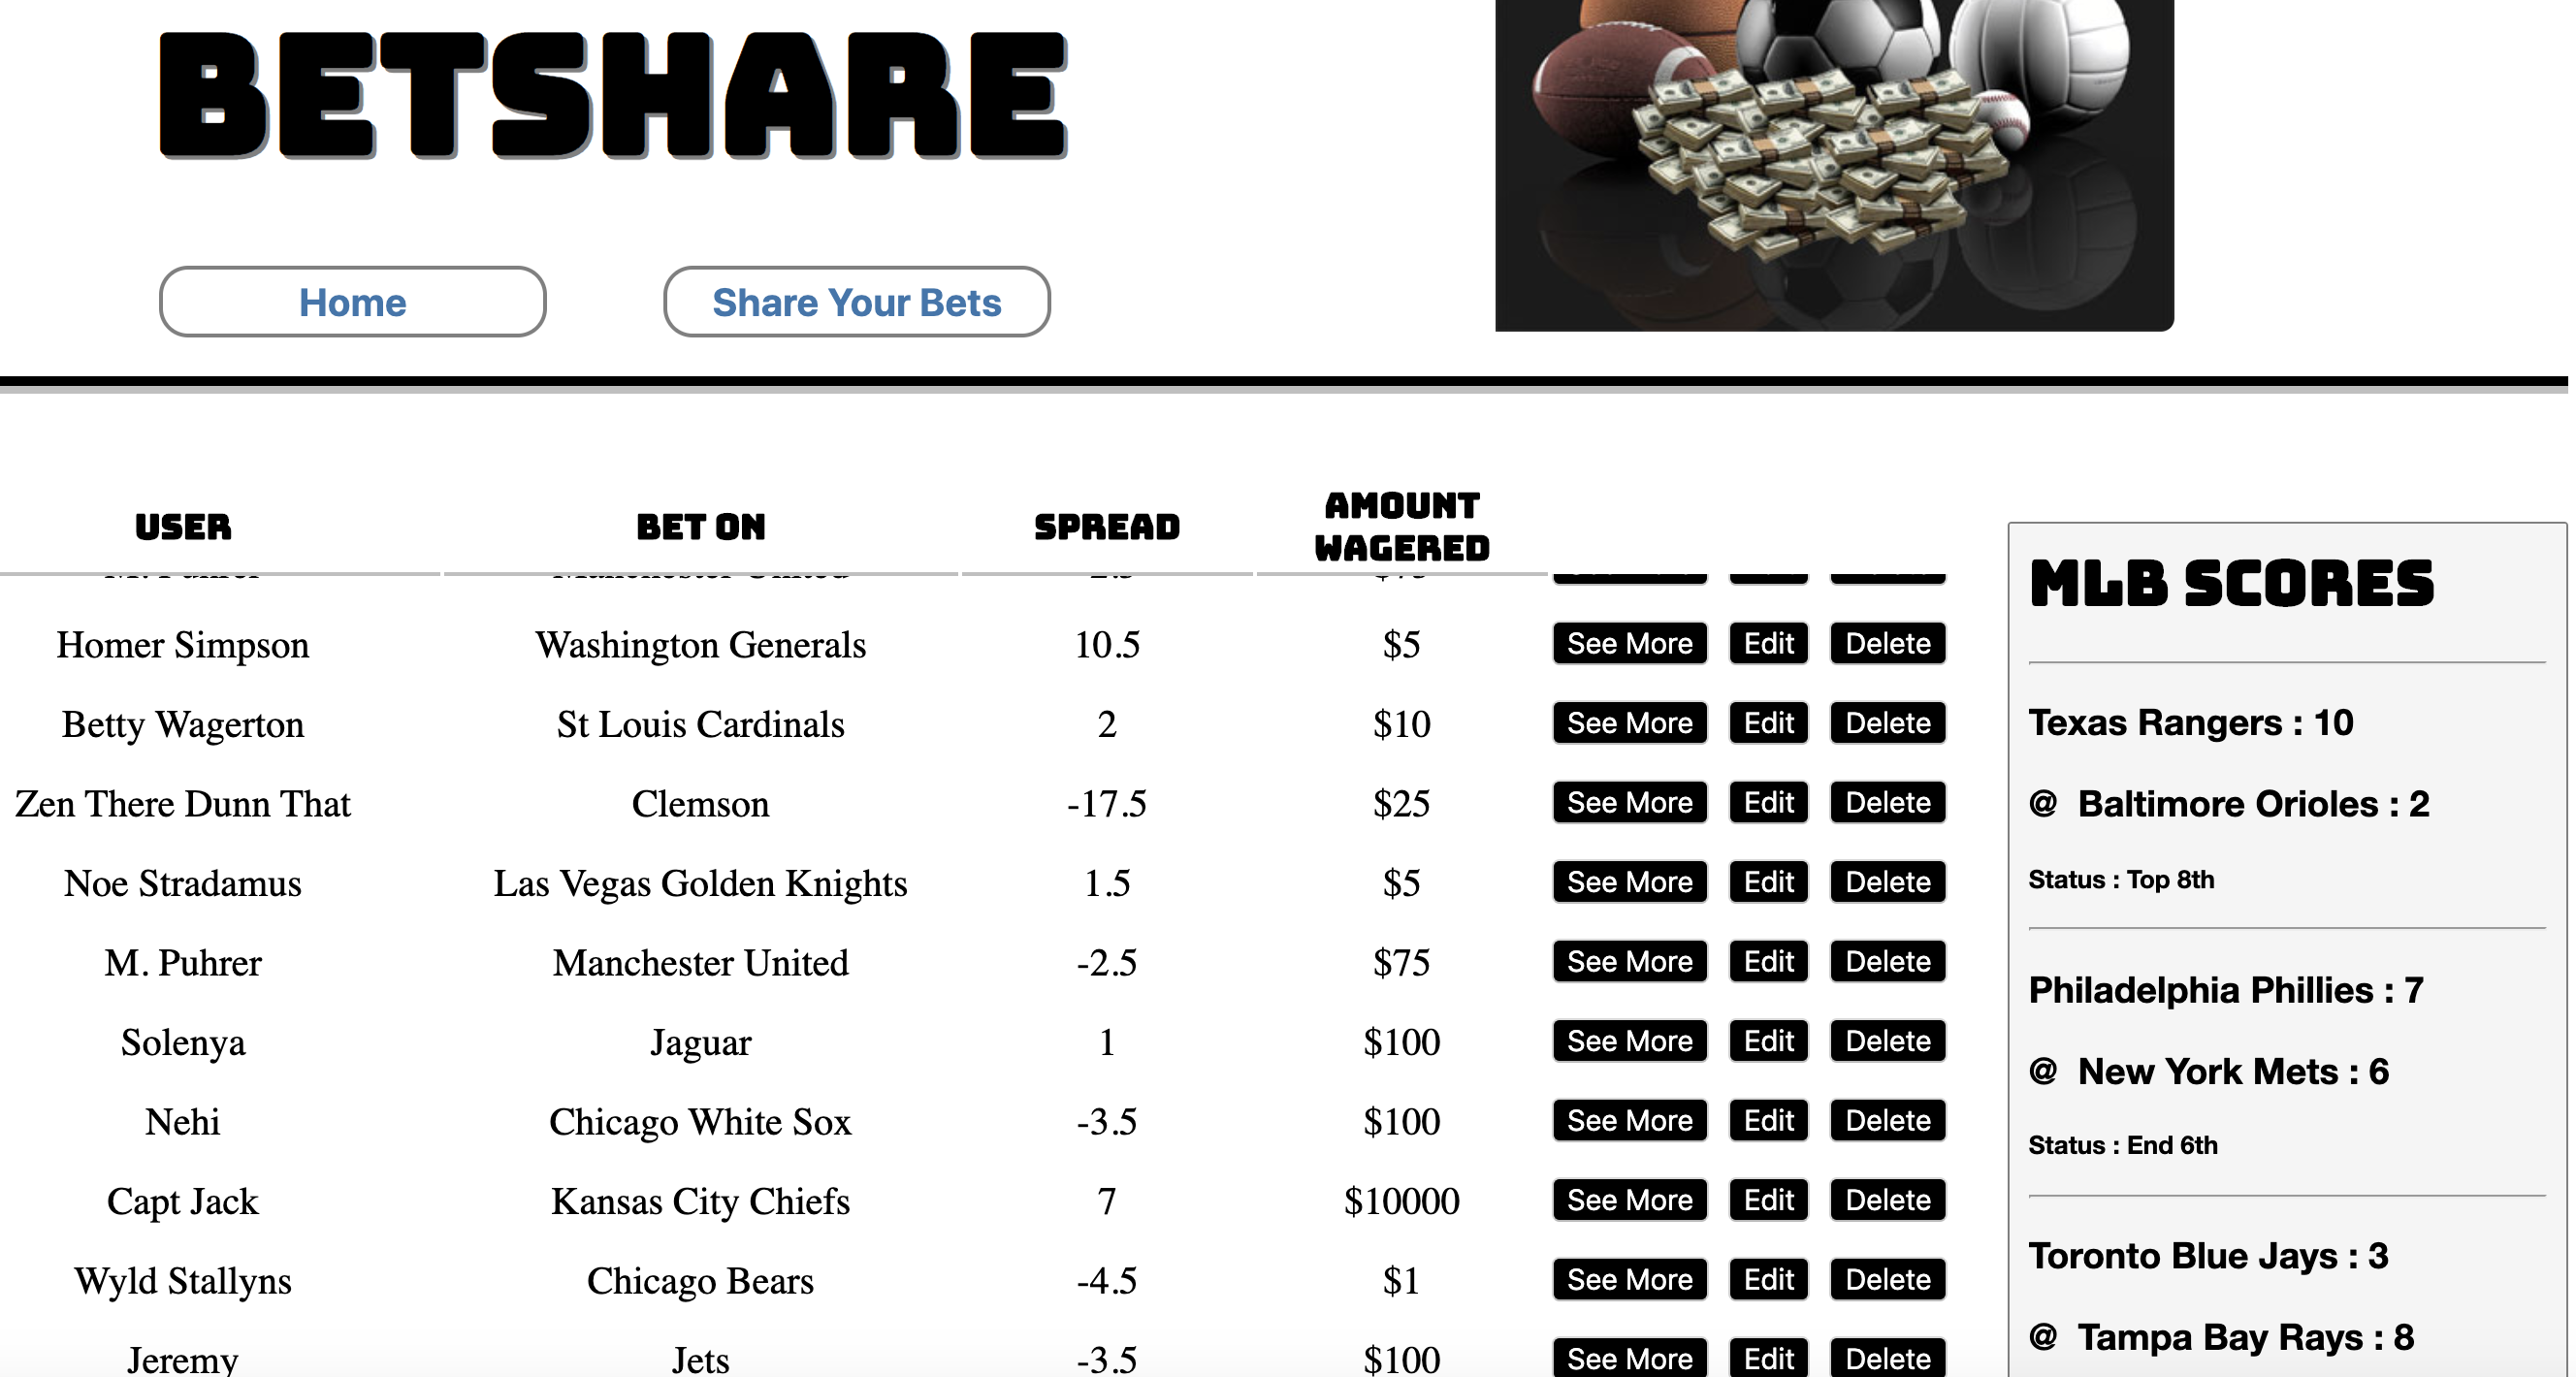 BETSHARE
Home
Share Your Bets
USER BET ON SPREAD AMOUNT WAGERED
M. Puhrer Manchester United -2.5 $75
Homer Simpson Washington Generals 10.5 $5 See More Edit Delete
Betty Wagerton St Louis Cardinals 2 $10 See More Edit Delete
Zen There Dunn That Clemson -17.5 $25 See More Edit Delete
Noe Stradamus Las Vegas Golden Knights 1.5 $5 See More Edit Delete
M. Puhrer Manchester United -2.5 $75 See More Edit Delete
Solenya Jaguar 1 $100 See More Edit Delete
Nehi Chicago White Sox -3.5 $100 See More Edit Delete
Capt Jack Kansas City Chiefs 7 $10000 See More Edit Delete
Wyld Stallyns Chicago Bears -4.5 $1 See More Edit Delete
Jeremy Jets -3.5 $100 See More Edit Delete
MLB SCORES
Texas Rangers : 10
@ Baltimore Orioles : 2
Status : Top 8th
Philadelphia Phillies : 7
@ New York Mets : 6
Status : End 6th
Toronto Blue Jays : 3
@ Tampa Bay Rays : 8